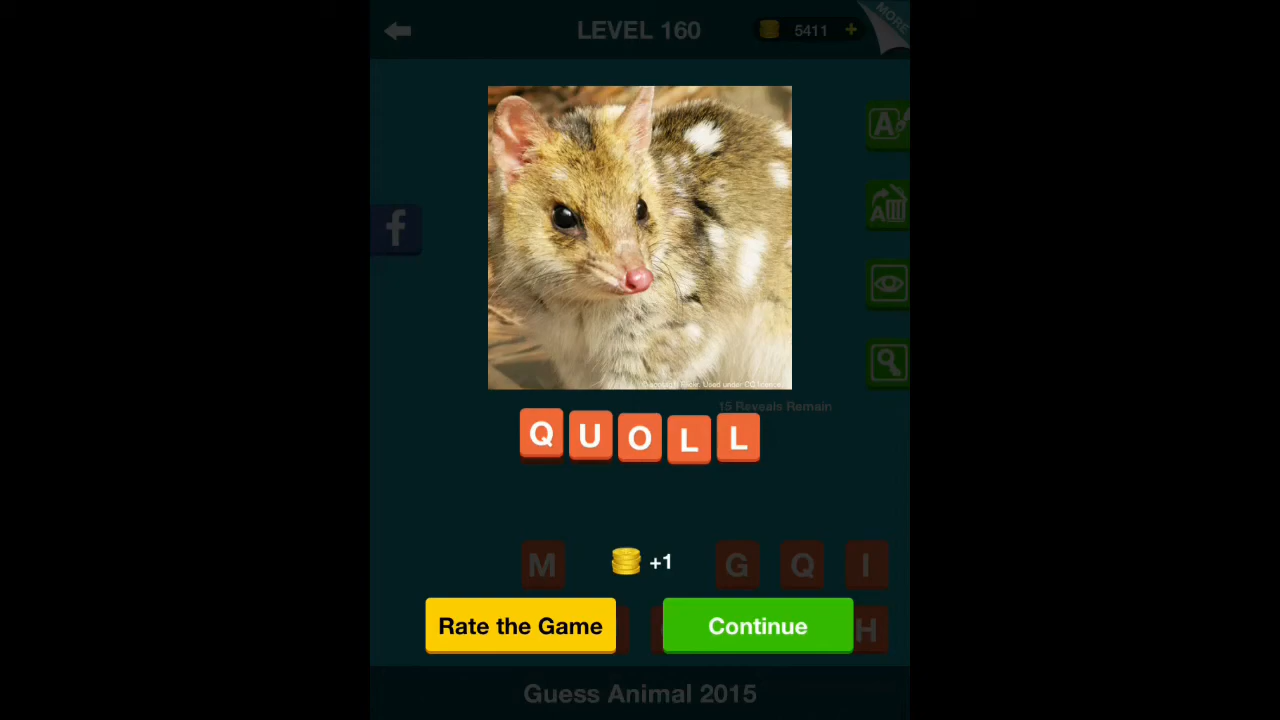 LEVEL 160
5411 +
MORE
A
A
f
15 Reveals Remain
QUOLL
M G Q I
+1
Rate the Game
Continue
H
Guess Animal 2015